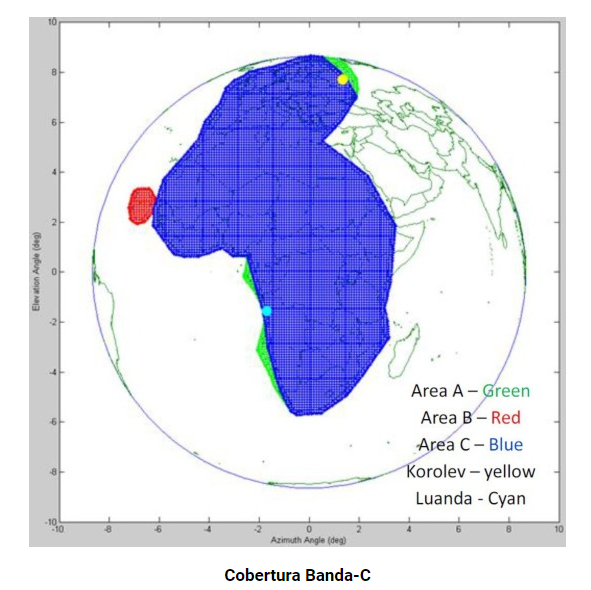 10
8
6
4
2
0
-2
-4
-6
-8
-10
Elevation Angle (deg)
Area A – Green
Area B – Red
Area C – Blue
Korolev – yellow
Luanda - Cyan
-10 -8 -6 -4 -2 0 2 4 6 8 10
Azimuth Angle (deg)
Cobertura Banda-C